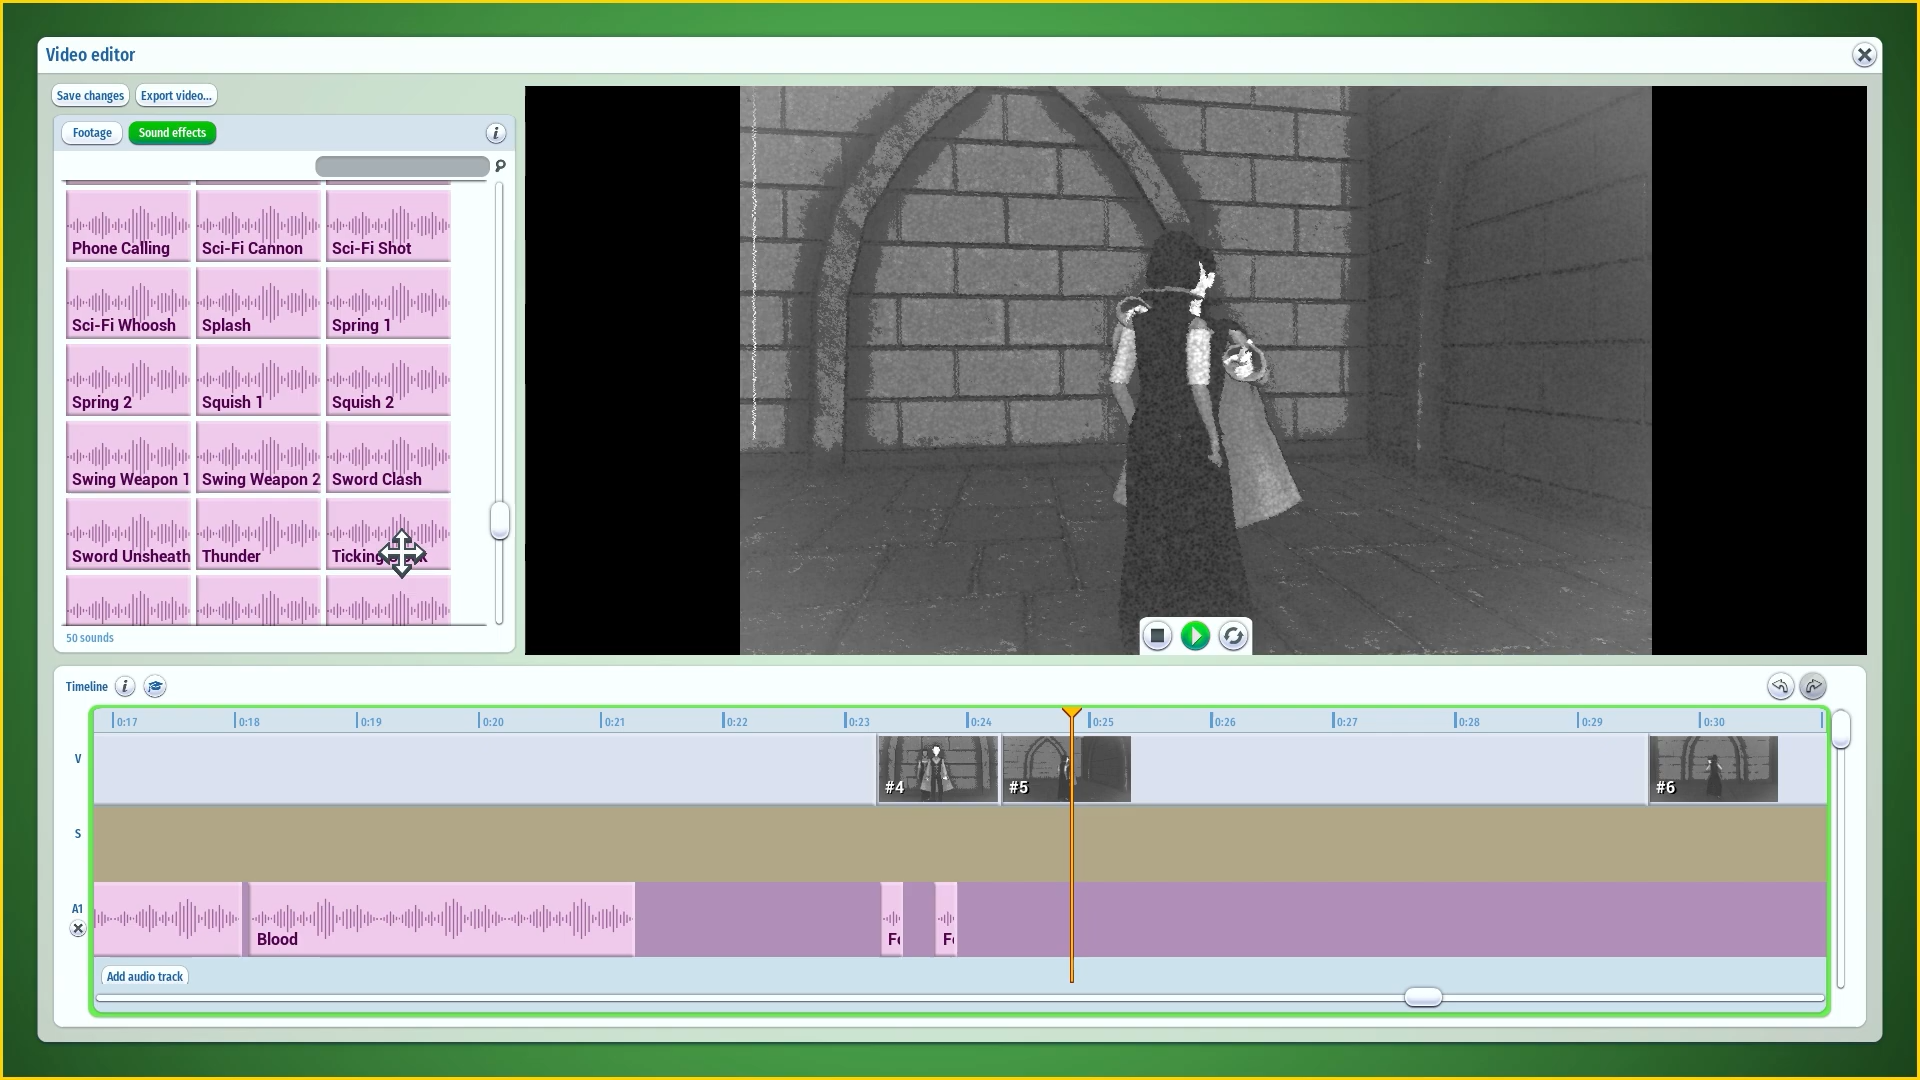 Video editor
Save changes
Export video...
Footage
Sound effects
Phone Calling
Sci-Fi Cannon
Sci-Fi Shot
Sci-Fi Whoosh
Splash
Spring 1
Spring 2
Squish 1
Squish 2
Swing Weapon 1
Swing Weapon 2
Sword Clash
Sword Unsheath
Thunder
Ticking
50 sounds
Timeline
0:17
0:18
0:19
0:20
0:21
0:22
0:23
0:24
0:25
0:26
0:27
0:28
0:29
0:30
V
#4
#5
#6
S
A1
Blood
Add audio track